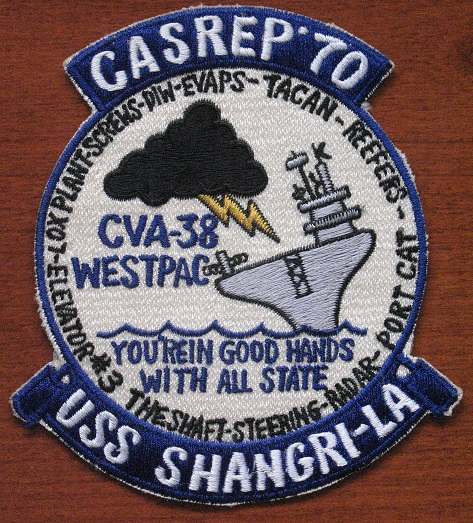 CASREP '70
ELEVATOR #3-LOX PLANT-SCREWS-DIW-EVAPS-TACAN-REEFERS-PORT CAT-RADAR-STEERING-THE SHAFT
CVA-38
WESTPAC
YOU'RE IN GOOD HANDS
WITH ALL STATE
USS SHANGRI-LA